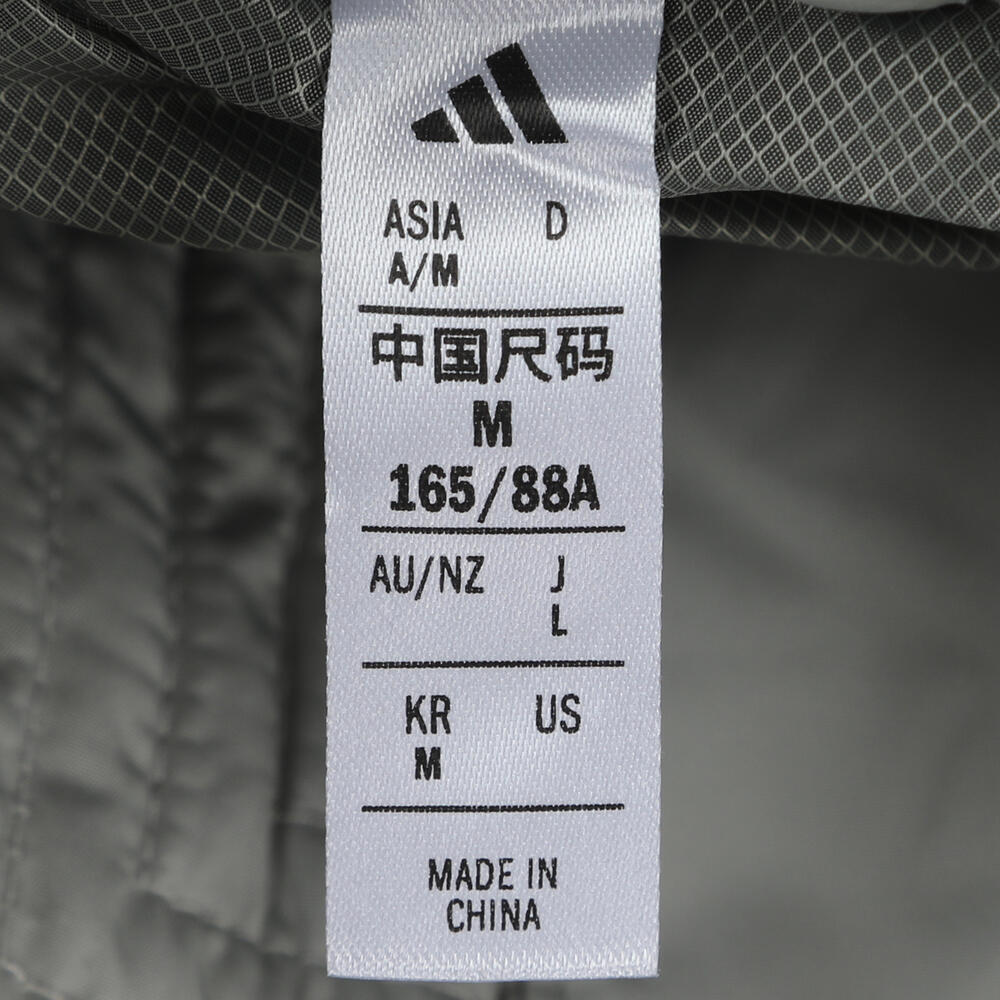 ASIA D
A/M
中国尺码
M
165/88A
AU/NZ J
L
KR US
M
MADE IN
CHINA